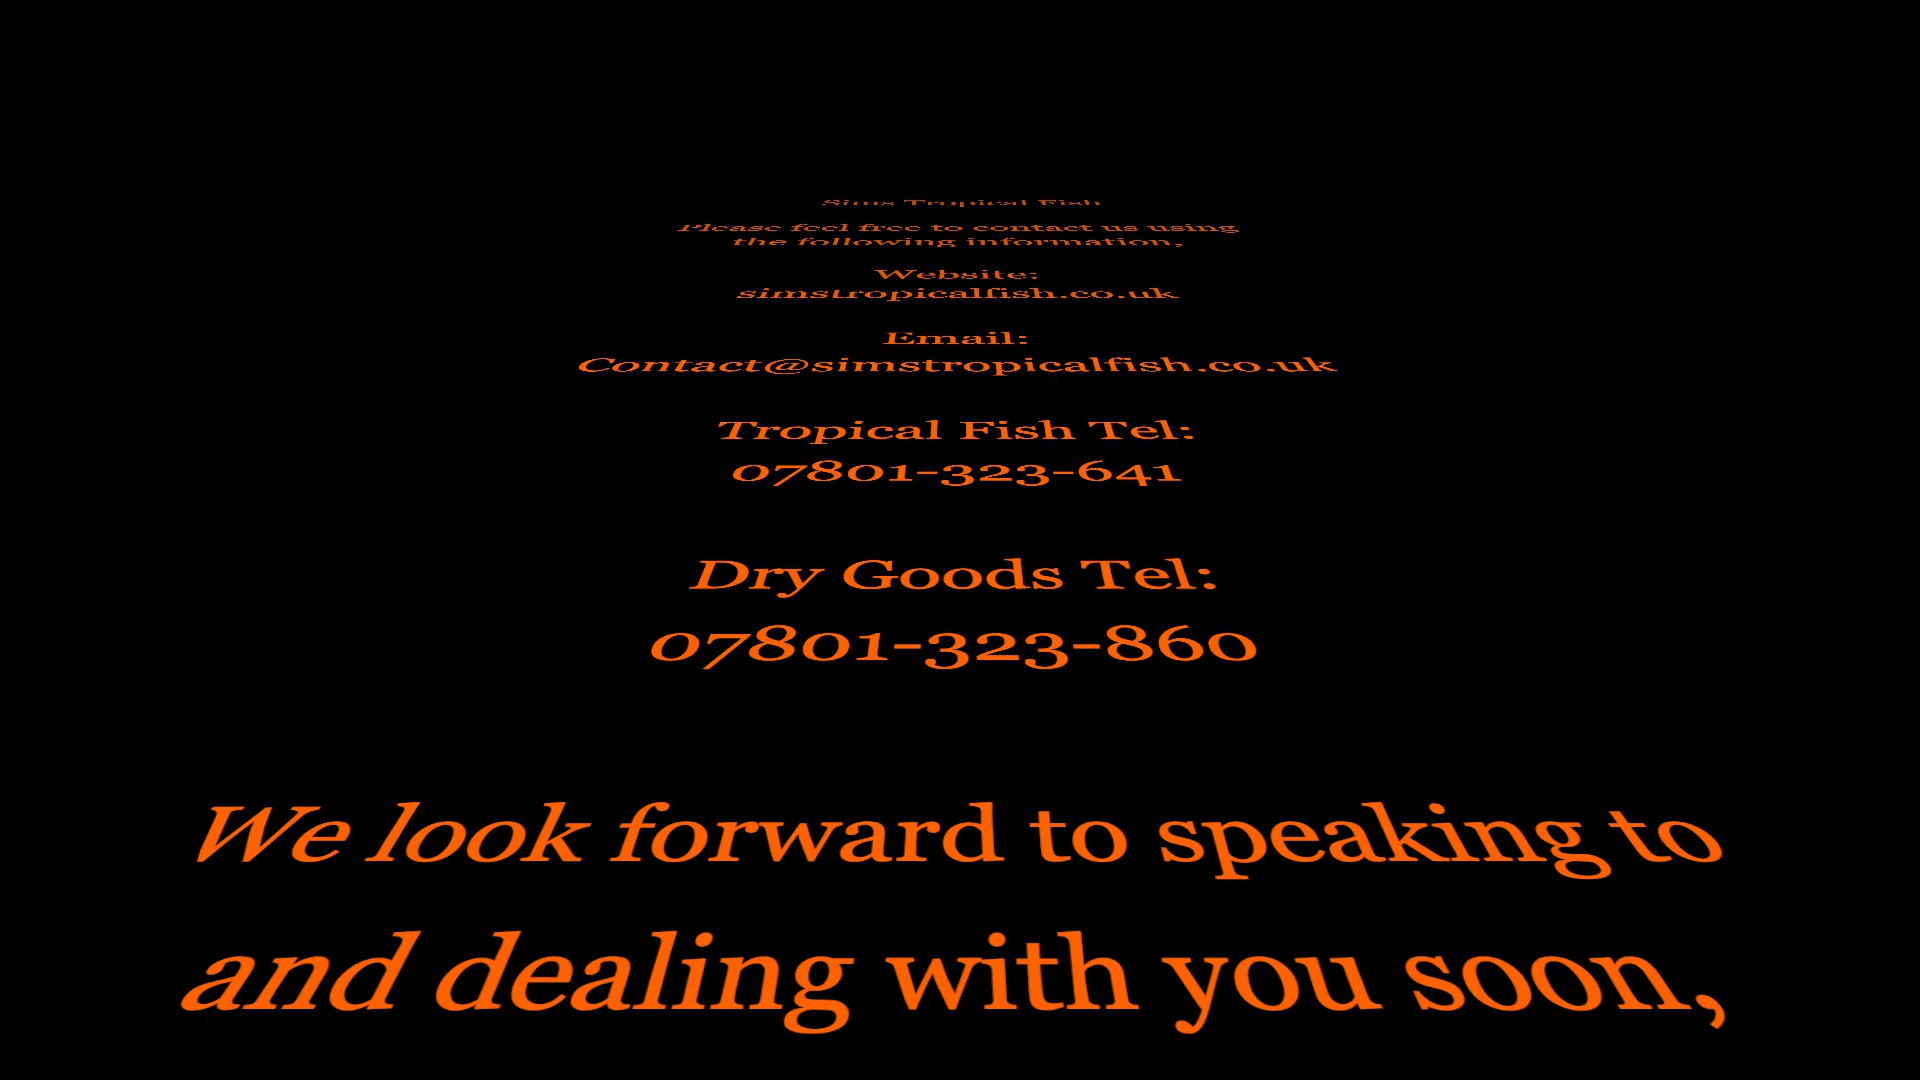 Sims Tropical Fish
Please feel free to contact us using
the following information,
Website:
simstropicalfish.co.uk
Email:
Contact@simstropicalfish.co.uk
Tropical Fish Tel:
07801-323-641
Dry Goods Tel:
07801-323-860
We look forward to speaking to
and dealing with you soon,